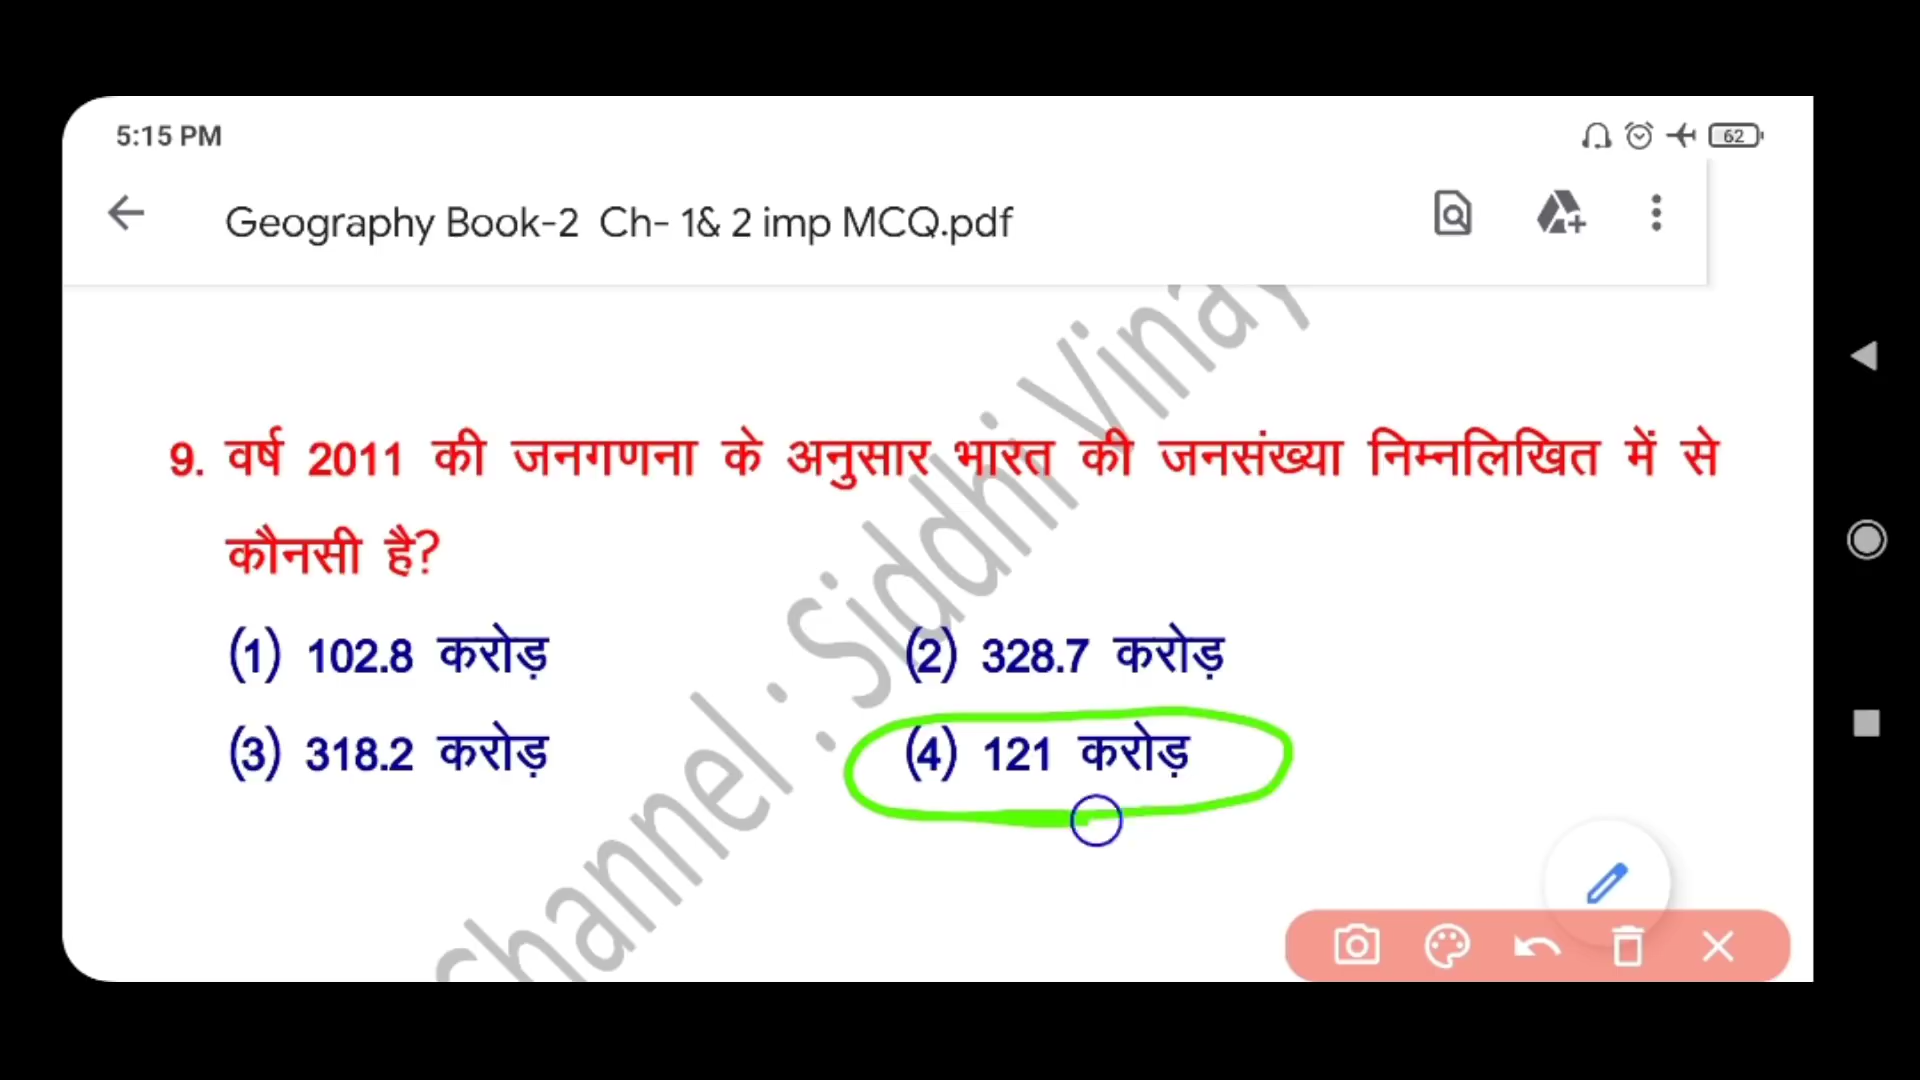 5:15 PM
62
Geography Book-2 Ch- 1& 2 imp MCQ.pdf
9. वर्ष 2011 की जनगणना के अनुसार भारत की जनसंख्या निम्नलिखित में से
कौनसी है?
(1) 102.8 करोड़ (2) 328.7 करोड़
(3) 318.2 करोड़ (4) 121 करोड़
Channel : Siddhi Vinay